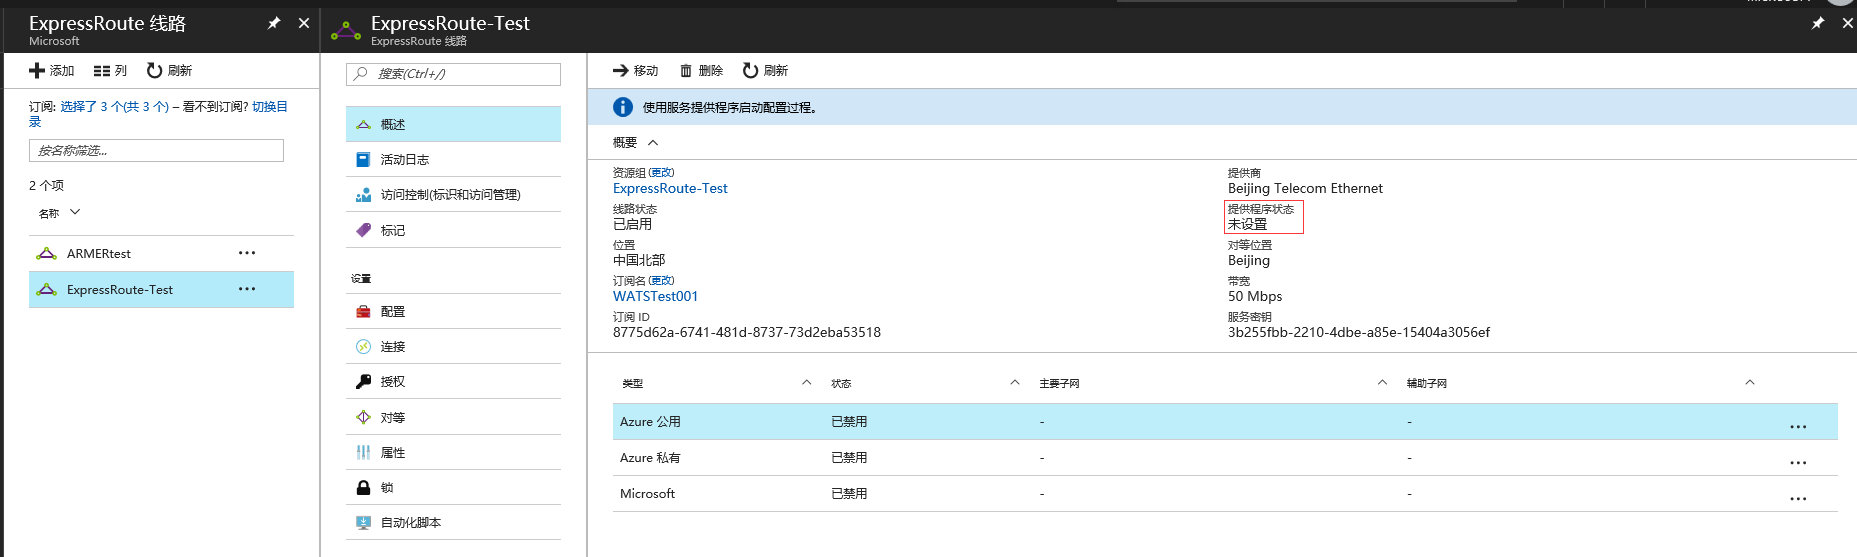 ExpressRoute 线路
Microsoft
添加
列
刷新
订阅: 选择了 3 个(共 3 个) – 看不到订阅? 切换目
录
按名称筛选...
2 个项
名称
ARMERtest
ExpressRoute-Test
ExpressRoute-Test
ExpressRoute 线路
搜索(Ctrl+/)
概述
活动日志
访问控制(标识和访问管理)
标记
设置
配置
连接
授权
对等
属性
锁
自动化脚本
移动
删除
刷新
使用服务提供程序启动配置过程。
概要
资源组 (更改)
ExpressRoute-Test
线路状态
已启用
位置
中国北部
订阅名 (更改)
WATSTest001
订阅 ID
8775d62a-6741-481d-8737-73d2eba53518
提供商
Beijing Telecom Ethernet
提供程序状态
未设置
对等位置
Beijing
带宽
50 Mbps
服务密钥
3b255fbb-2210-4dbe-a85e-15404a3056ef
类型 状态 主要子网 辅助子网
Azure 公用 已禁用 - -
Azure 私有 已禁用 - -
Microsoft 已禁用 - -